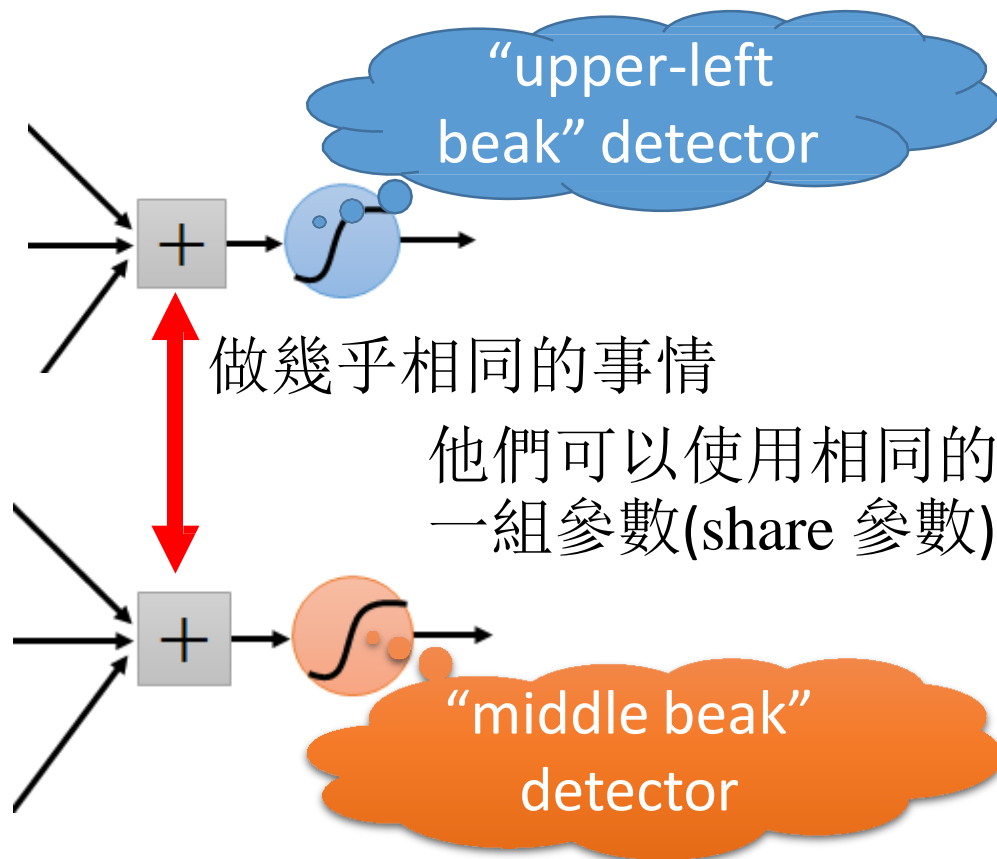 “upper-left
beak” detector
+
做幾乎相同的事情
他們可以使用相同的
一組參數(share 參數)
+
“middle beak”
detector